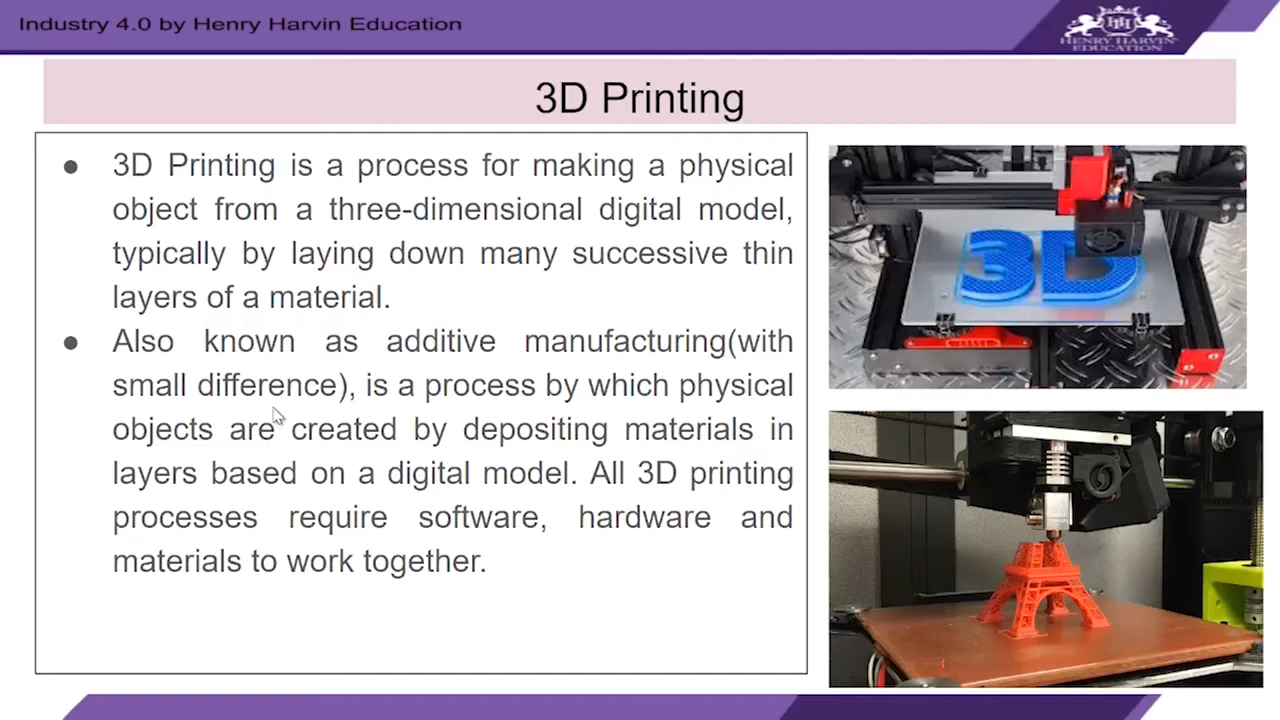 Industry 4.0 by Henry Harvin Education
HH
HENRY HARVIN
EDUCATION
3D Printing
● 3D Printing is a process for making a physical
object from a three-dimensional digital model,
typically by laying down many successive thin
layers of a material.
● Also known as additive manufacturing(with
small difference), is a process by which physical
objects are created by depositing materials in
layers based on a digital model. All 3D printing
processes require software, hardware and
materials to work together.
3D